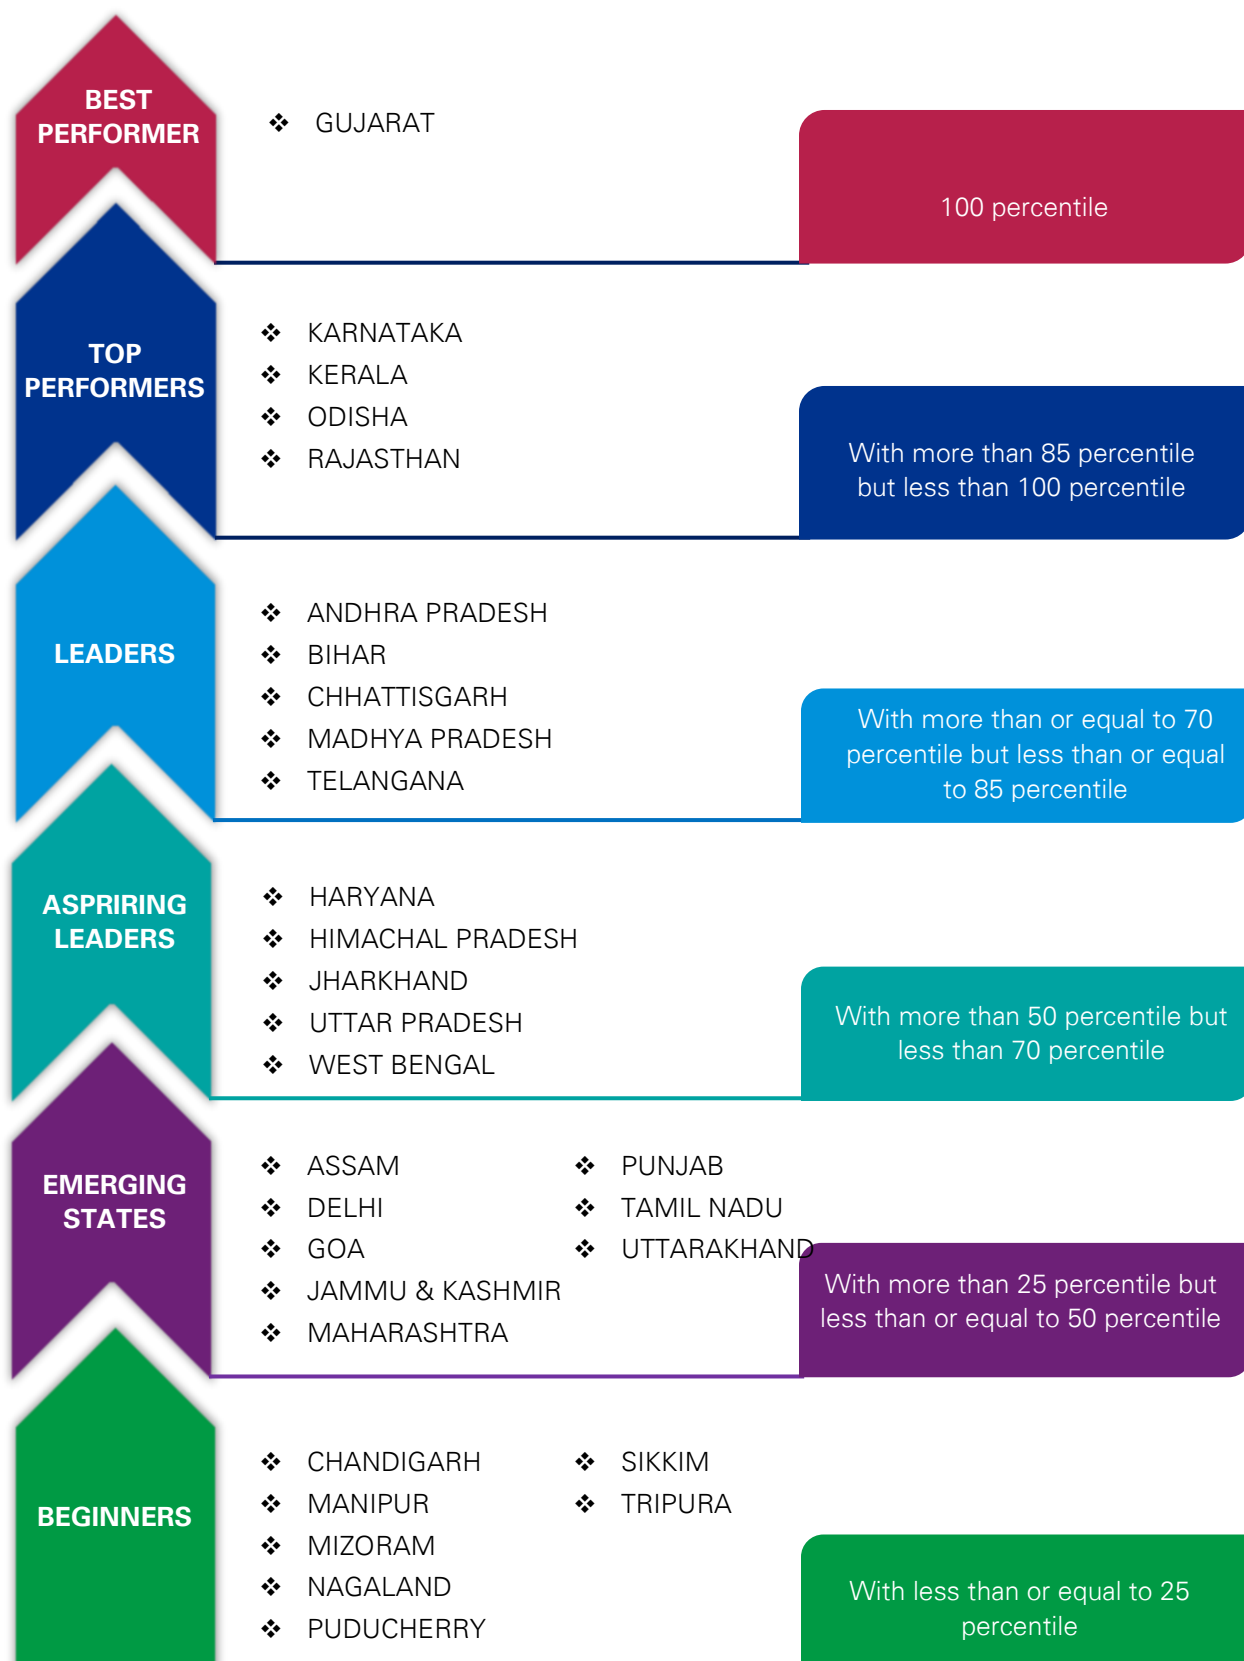 BEST
PERFORMER
❖ GUJARAT
100 percentile
TOP
PERFORMERS
❖ KARNATAKA
❖ KERALA
❖ ODISHA
❖ RAJASTHAN
With more than 85 percentile
but less than 100 percentile
LEADERS
❖ ANDHRA PRADESH
❖ BIHAR
❖ CHHATTISGARH
❖ MADHYA PRADESH
❖ TELANGANA
With more than or equal to 70
percentile but less than or equal
to 85 percentile
ASPRIRING
LEADERS
❖ HARYANA
❖ HIMACHAL PRADESH
❖ JHARKHAND
❖ UTTAR PRADESH
❖ WEST BENGAL
With more than 50 percentile but
less than 70 percentile
EMERGING
STATES
❖ ASSAM
❖ DELHI
❖ GOA
❖ JAMMU & KASHMIR
❖ MAHARASHTRA
❖ PUNJAB
❖ TAMIL NADU
❖ UTTARAKHAND
With more than 25 percentile but
less than or equal to 50 percentile
BEGINNERS
❖ CHANDIGARH
❖ MANIPUR
❖ MIZORAM
❖ NAGALAND
❖ PUDUCHERRY
❖ SIKKIM
❖ TRIPURA
With less than or equal to 25
percentile